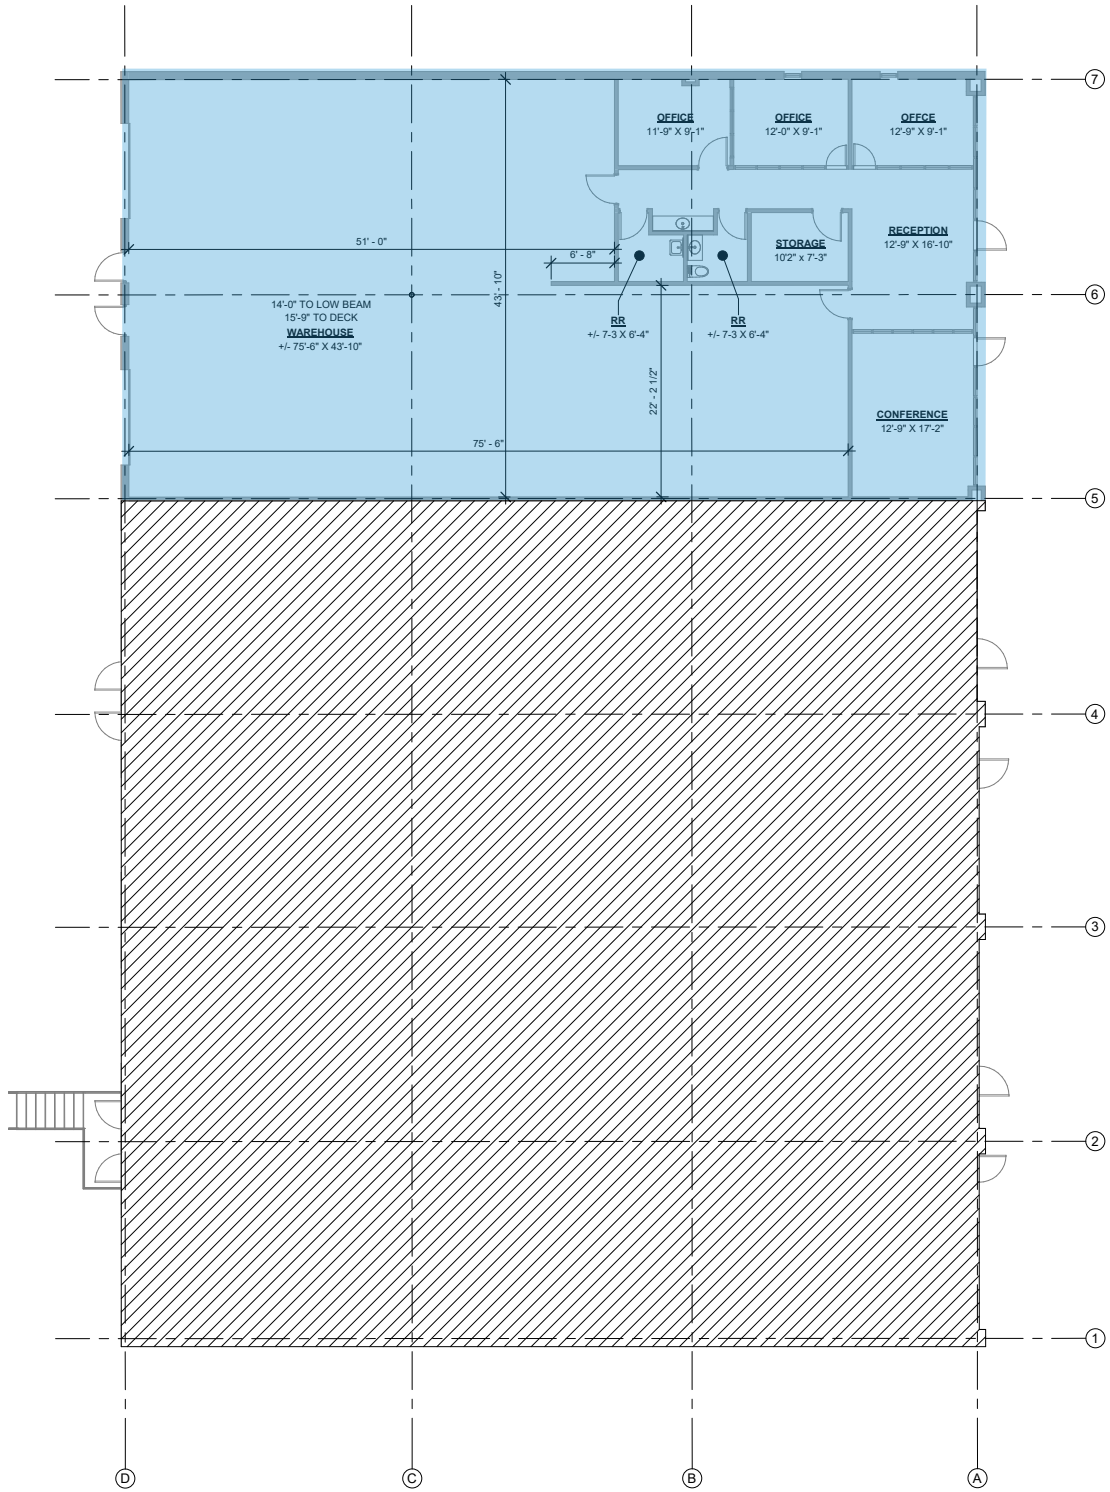 7
OFFICE
11'-9" X 9'-1"
OFFICE
12'-0" X 9'-1"
OFFCE
12'-9" X 9'-1"
RECEPTION
12'-9" X 16'-10"
STORAGE
10'2" x 7'-3"
51' - 0"
6' - 8"
43' - 10"
6
14'-0" TO LOW BEAM
15'-9" TO DECK
WAREHOUSE
+/- 75'-6" X 43'-10"
RR
+/- 7-3 X 6'-4"
RR
+/- 7-3 X 6'-4"
22' - 2 1/2"
CONFERENCE
12'-9" X 17'-2"
75' - 6"
5
4
3
2
1
D
C
B
A